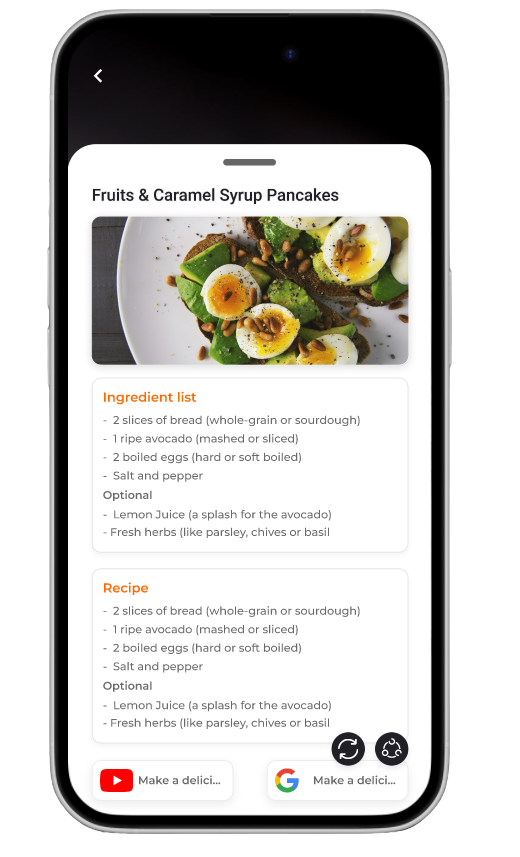 Fruits & Caramel Syrup Pancakes
Ingredient list
- 2 slices of bread (whole-grain or sourdough)
- 1 ripe avocado (mashed or sliced)
- 2 boiled eggs (hard or soft boiled)
- Salt and pepper
Optional
- Lemon Juice (a splash for the avocado)
- Fresh herbs (like parsley, chives or basil
Recipe
- 2 slices of bread (whole-grain or sourdough)
- 1 ripe avocado (mashed or sliced)
- 2 boiled eggs (hard or soft boiled)
- Salt and pepper
Optional
- Lemon Juice (a splash for the avocado)
- Fresh herbs (like parsley, chives or basil
Make a delici... Make a delici...